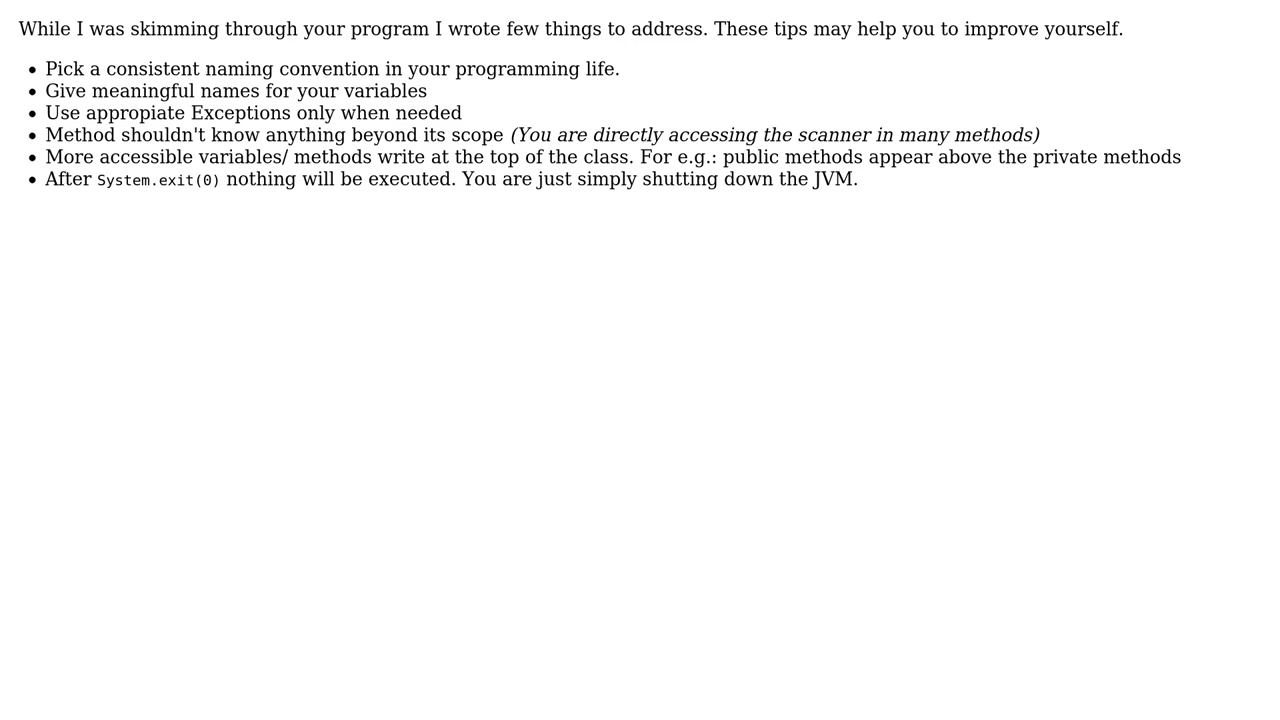 While I was skimming through your program I wrote few things to address. These tips may help you to improve yourself.
• Pick a consistent naming convention in your programming life.
• Give meaningful names for your variables
• Use appropiate Exceptions only when needed
• Method shouldn't know anything beyond its scope (You are directly accessing the scanner in many methods)
• More accessible variables/ methods write at the top of the class. For e.g.: public methods appear above the private methods
• After System.exit(0) nothing will be executed. You are just simply shutting down the JVM.